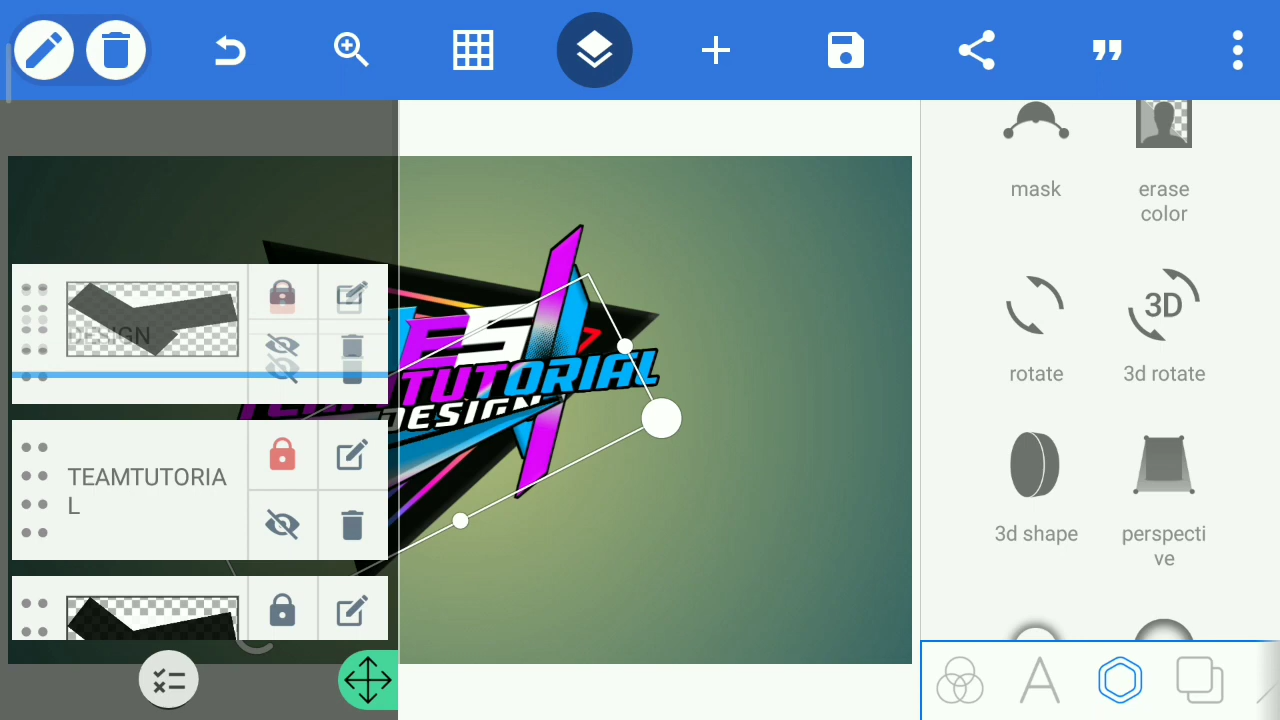 mask
erase
color
rotate
3D
3d rotate
3d shape
perspecti
ve
DESIGN
TEAMTUTORIA
L
TUTORIAL
DESIGN